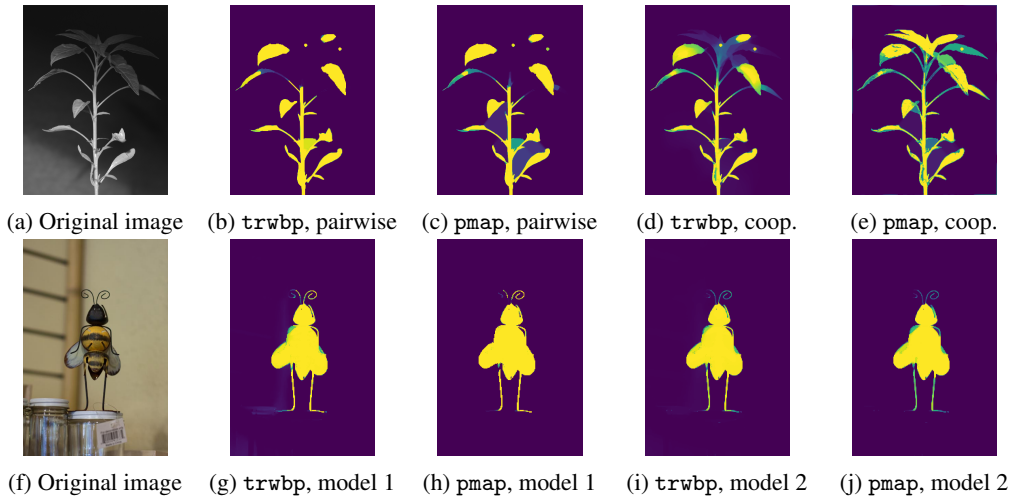 (a) Original image
(b) trwbp, pairwise
(c) pmap, pairwise
(d) trwbp, coop.
(e) pmap, coop.
(f) Original image
(g) trwbp, model 1
(h) pmap, model 1
(i) trwbp, model 2
(j) pmap, model 2